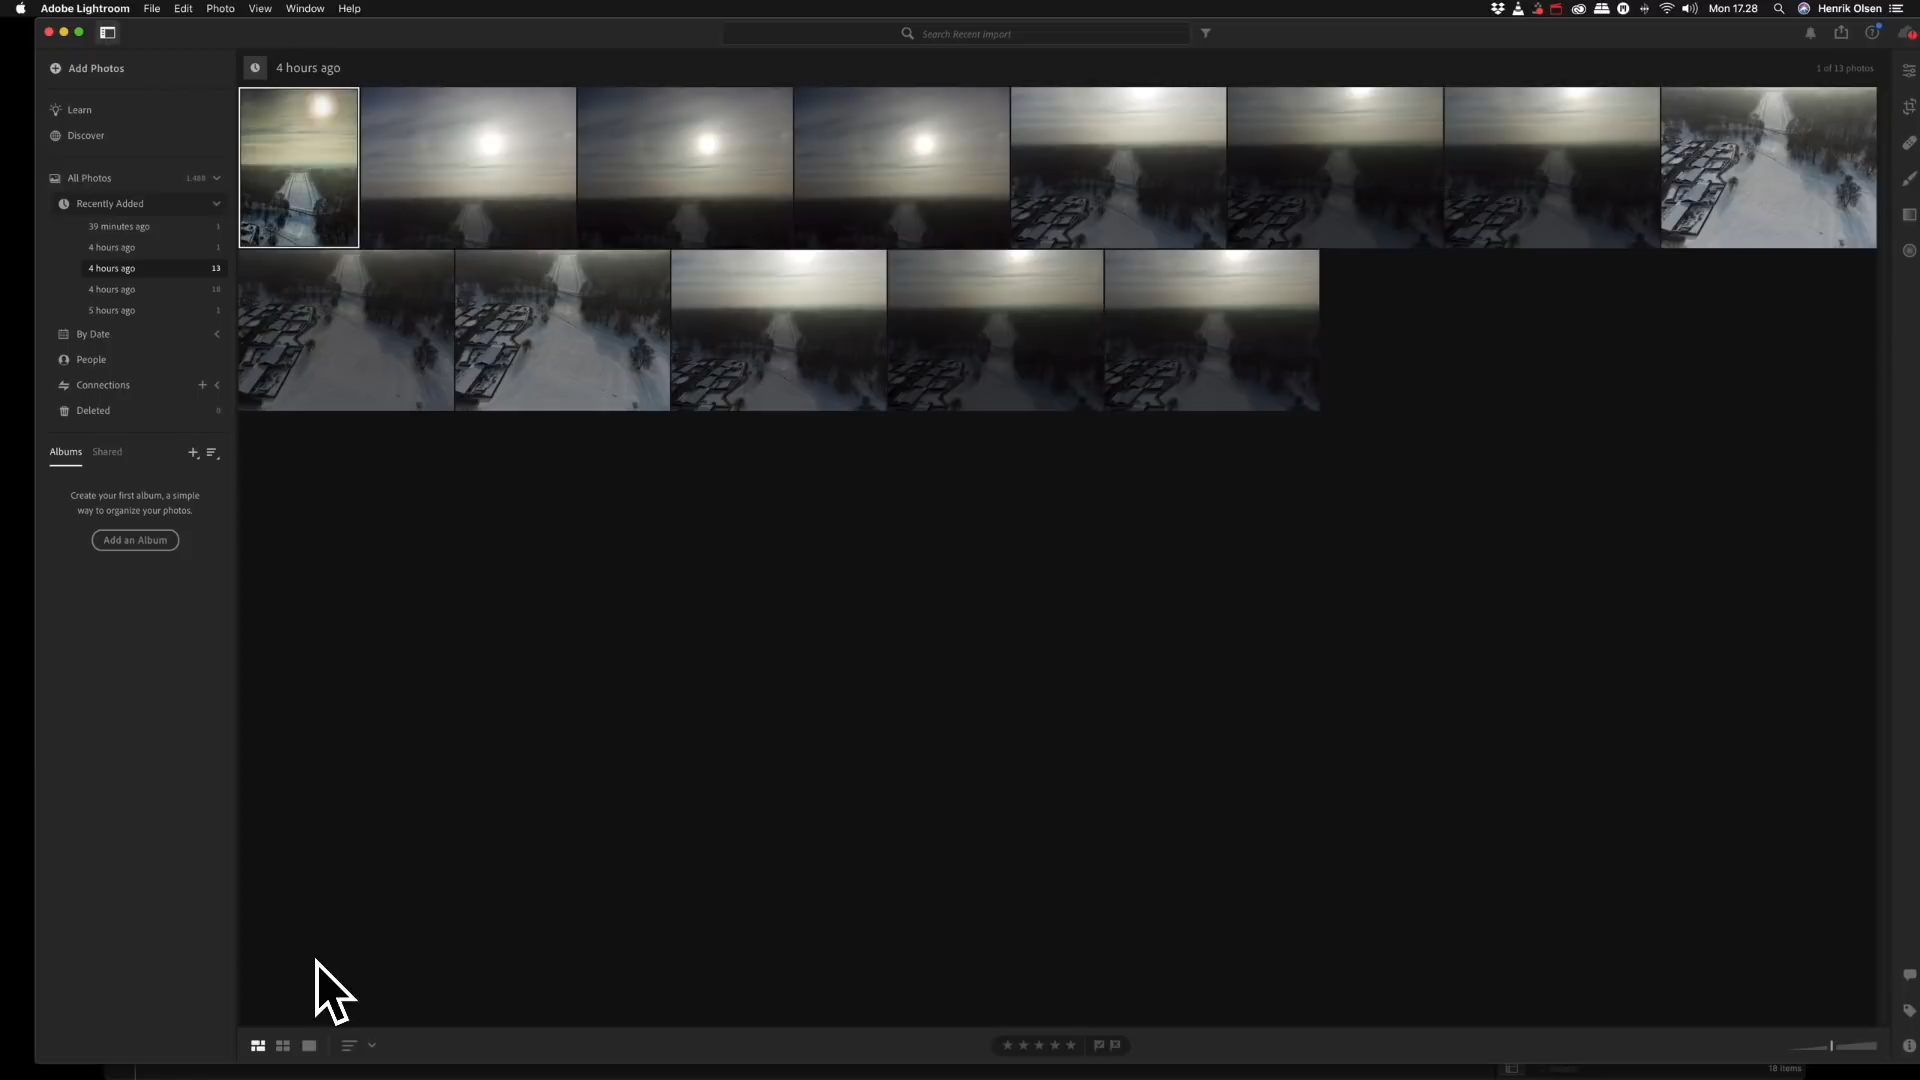 Adobe Lightroom File Edit Photo View Window Help Mon 17.28 Henrik Olsen
Search Recent Import
Add Photos
4 hours ago
1 of 13 photos
Learn
Discover
All Photos 1.488
Recently Added
39 minutes ago 1
4 hours ago 1
4 hours ago 13
4 hours ago 18
5 hours ago 1
By Date
People
Connections
Deleted 0
Albums Shared
Create your first album, a simple
way to organize your photos.
Add an Album
18 items